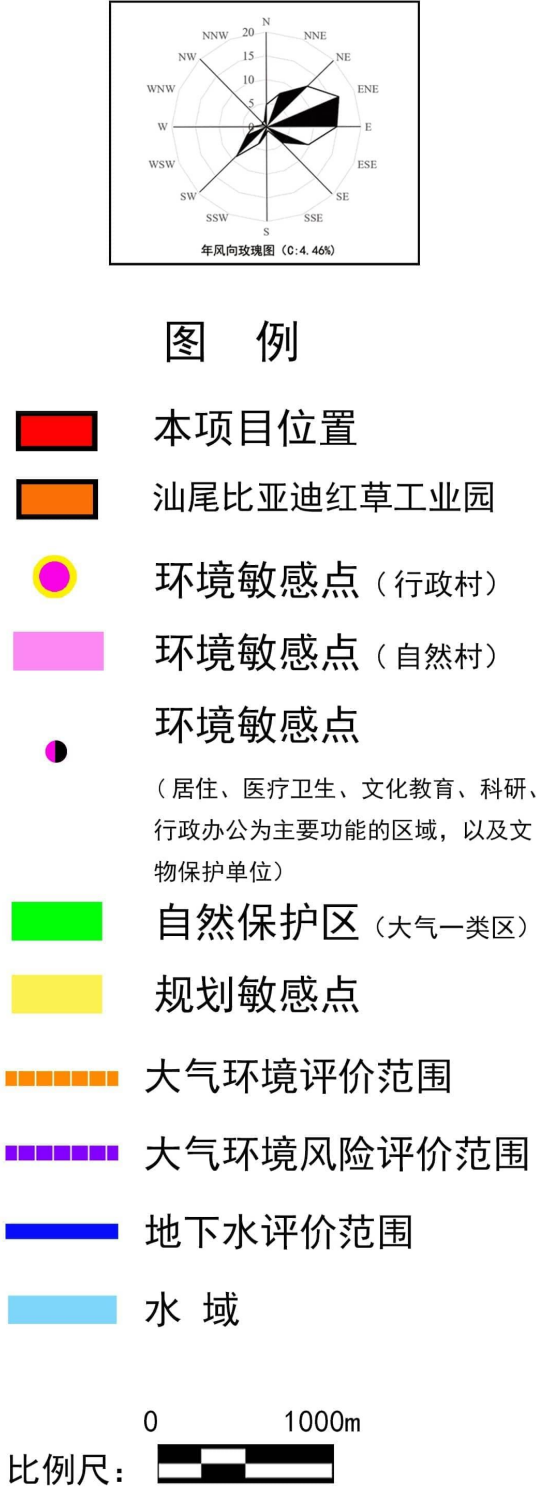 N
NNW
NNE
20
NW
NE
15
WNW
10
ENE
5
W
0
E
WSW
ESE
SW
SE
SSW
SSE
S
年风向玫瑰图（C:4.46%)
图 例
本项目位置
汕尾比亚迪红草工业园
环境敏感点（行政村）
环境敏感点（自然村）
环境敏感点
（居住、医疗卫生、文化教育、科研、
行政办公为主要功能的区域，以及文
物保护单位）
自然保护区（大气一类区）
规划敏感点
大气环境评价范围
大气环境风险评价范围
地下水评价范围
水 域
0 1000m
比例尺：